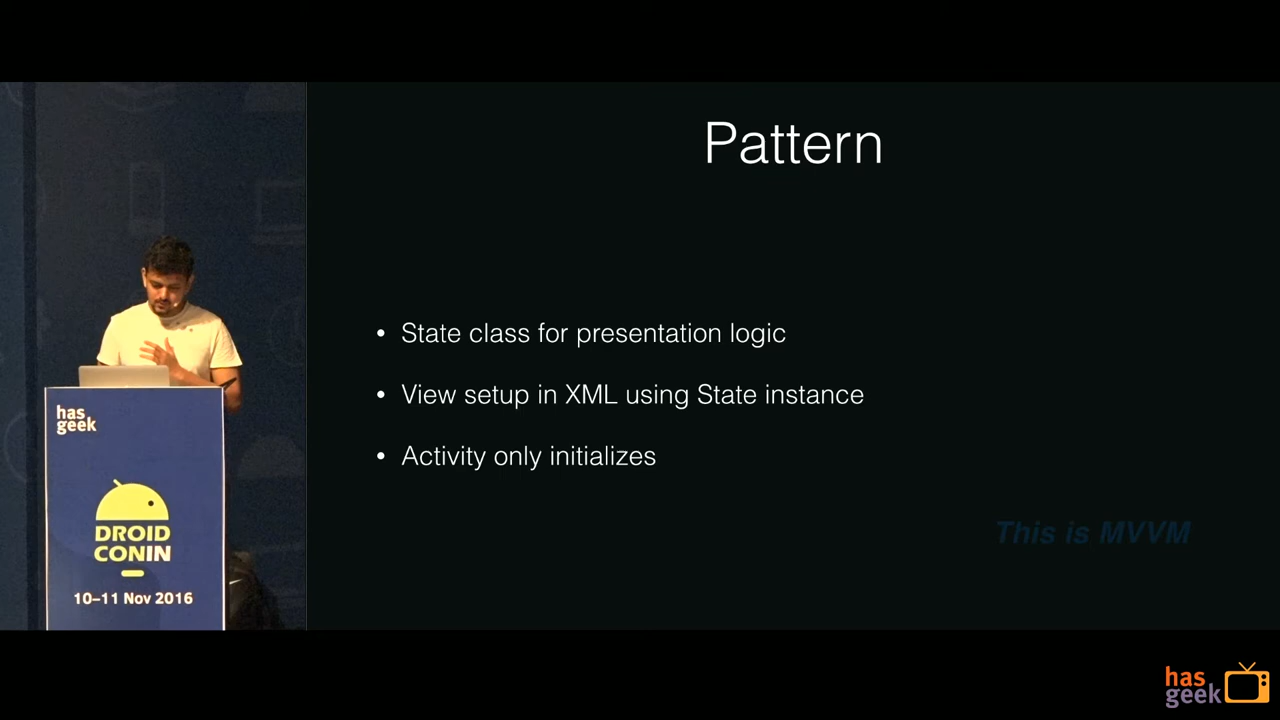 Pattern
• State class for presentation logic
• View setup in XML using State instance
• Activity only initializes
This is MVVM
has
geek
DROID
CONIN
10–11 Nov 2016
has
geek